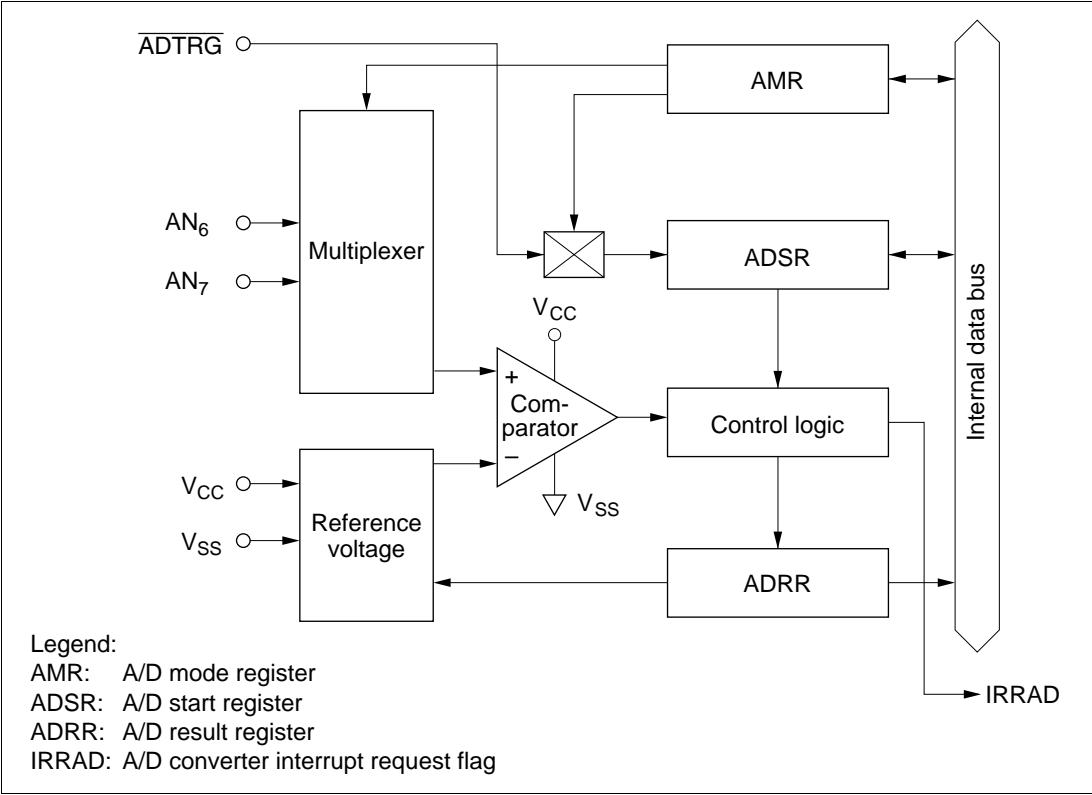 ADTRG
AMR
AN6
Multiplexer
ADSR
AN7
VCC
+
Com-
parator
−
Control logic
Internal data bus
VCC
VSS
Reference
voltage
VSS
ADRR
Legend:
AMR: A/D mode register
ADSR: A/D start register
ADRR: A/D result register
IRRAD: A/D converter interrupt request flag
IRRAD